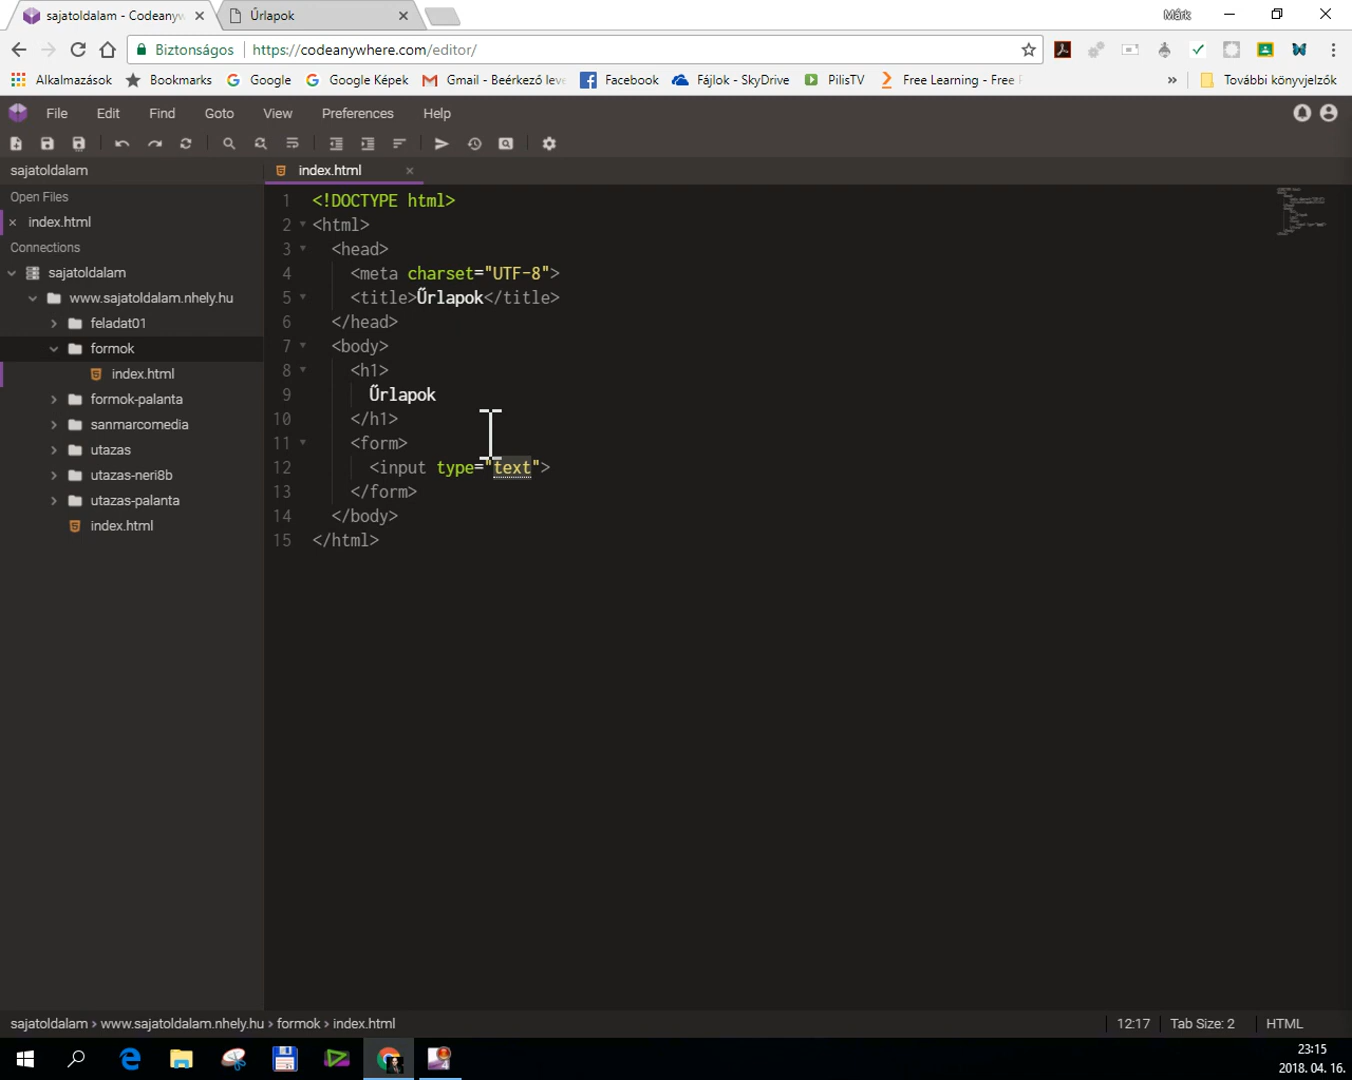 sajatoldalam - Codeanyw
Űrlapok
Márk
Biztonságos
https://codeanywhere.com/editor/
Alkalmazások
Bookmarks
Google
Google Képek
Gmail - Beérkező leve
Facebook
Fájlok - SkyDrive
PilisTV
Free Learning - Free
További könyvjelzők
File
Edit
Find
Goto
View
Preferences
Help
sajatoldalam
index.html
Open Files
index.html
Connections
sajatoldalam
www.sajatoldalam.nhely.hu
feladat01
formok
index.html
formok-palanta
sanmarcomedia
utazas
utazas-neri8b
utazas-palanta
index.html
1 <!DOCTYPE html>
2 <html>
3 <head>
4 <meta charset="UTF-8">
5 <title>Űrlapok</title>
6 </head>
7 <body>
8 <h1>
9 Űrlapok
10 </h1>
11 <form>
12 <input type="text">
13 </form>
14 </body>
15 </html>
sajatoldalam › www.sajatoldalam.nhely.hu › formok › index.html
12:17
Tab Size: 2
HTML
23:15
2018. 04. 16.